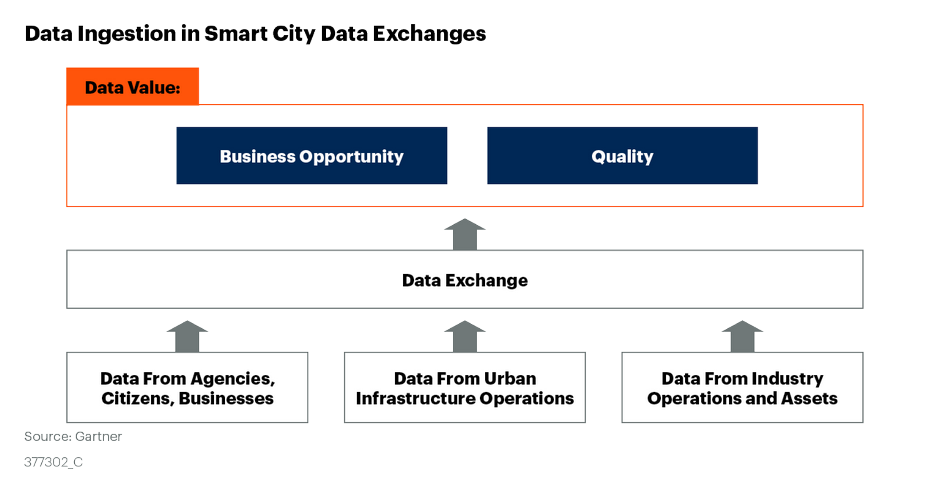 Data Ingestion in Smart City Data Exchanges
Data Value:
Business Opportunity
Quality
Data Exchange
Data From Agencies,
Citizens, Businesses
Data From Urban
Infrastructure Operations
Data From Industry
Operations and Assets
Source: Gartner
377302_C